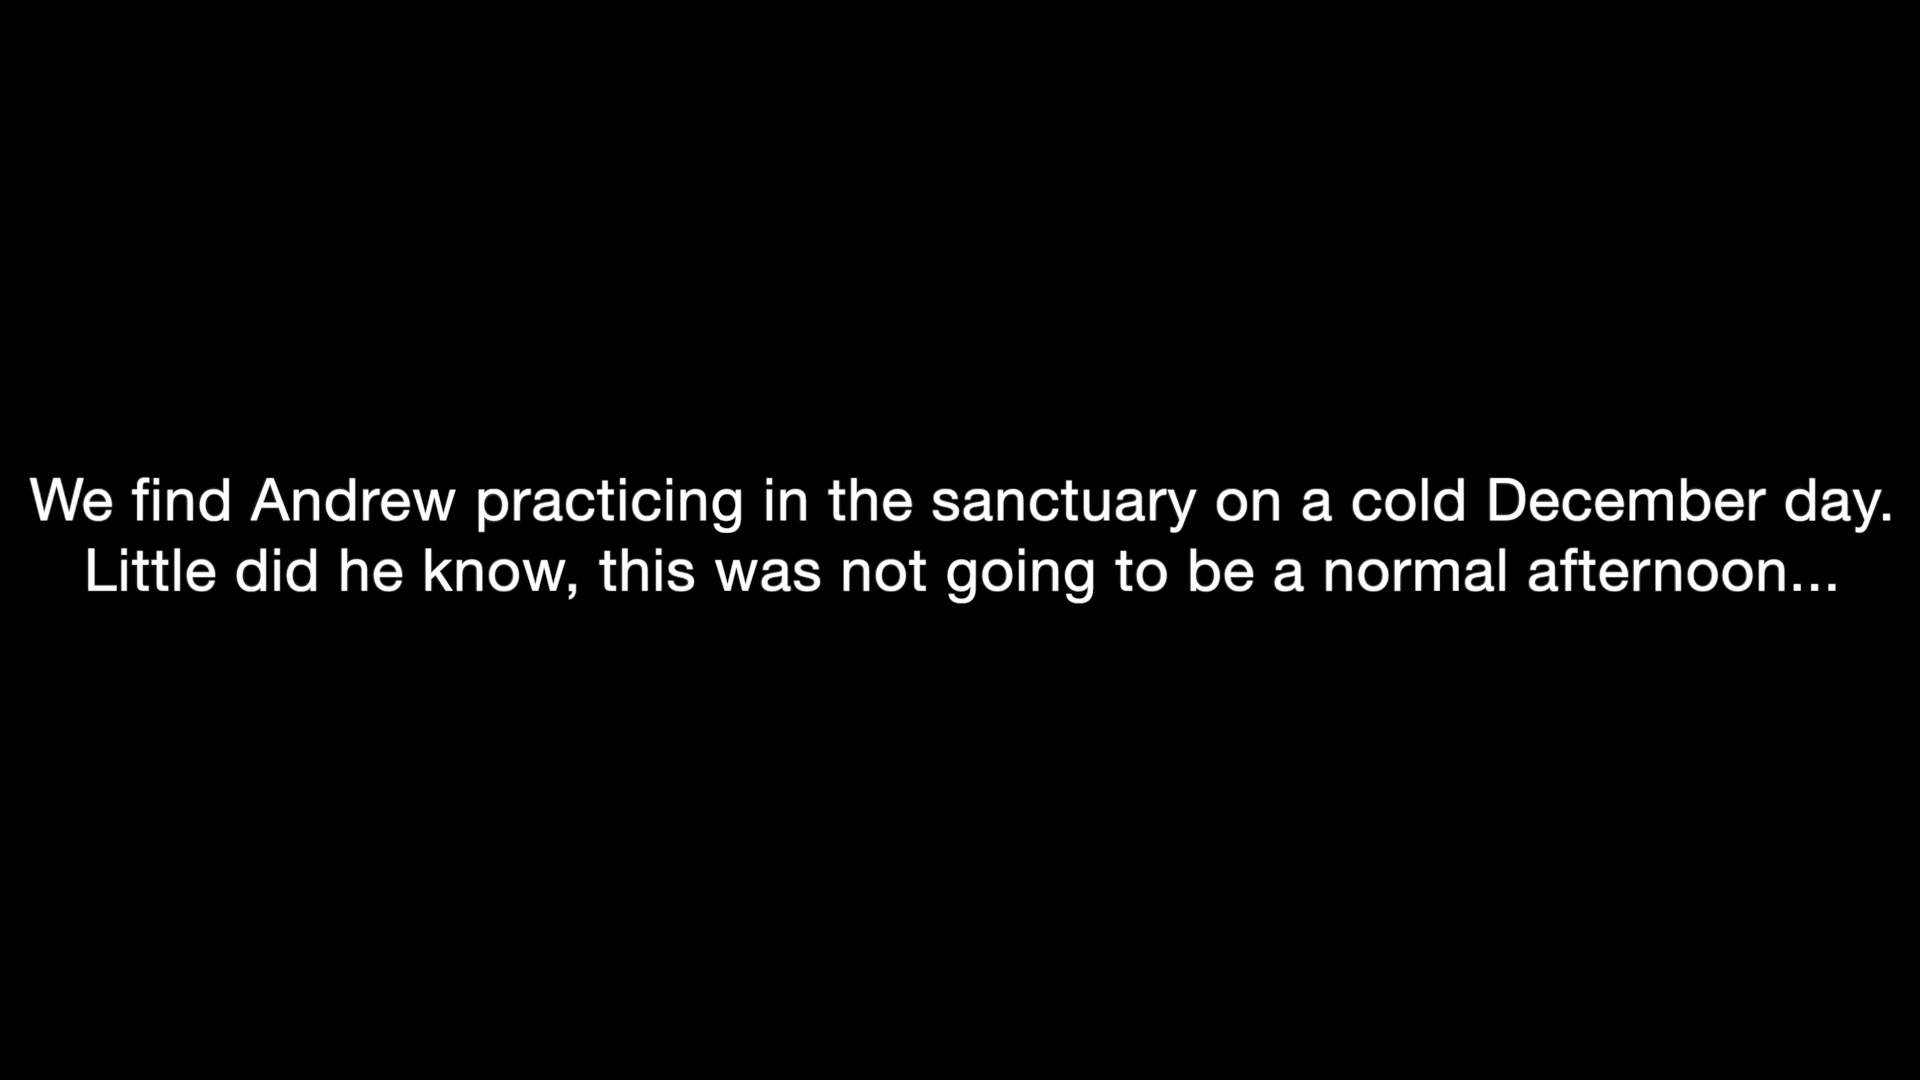 We find Andrew practicing in the sanctuary on a cold December day.
Little did he know, this was not going to be a normal afternoon...